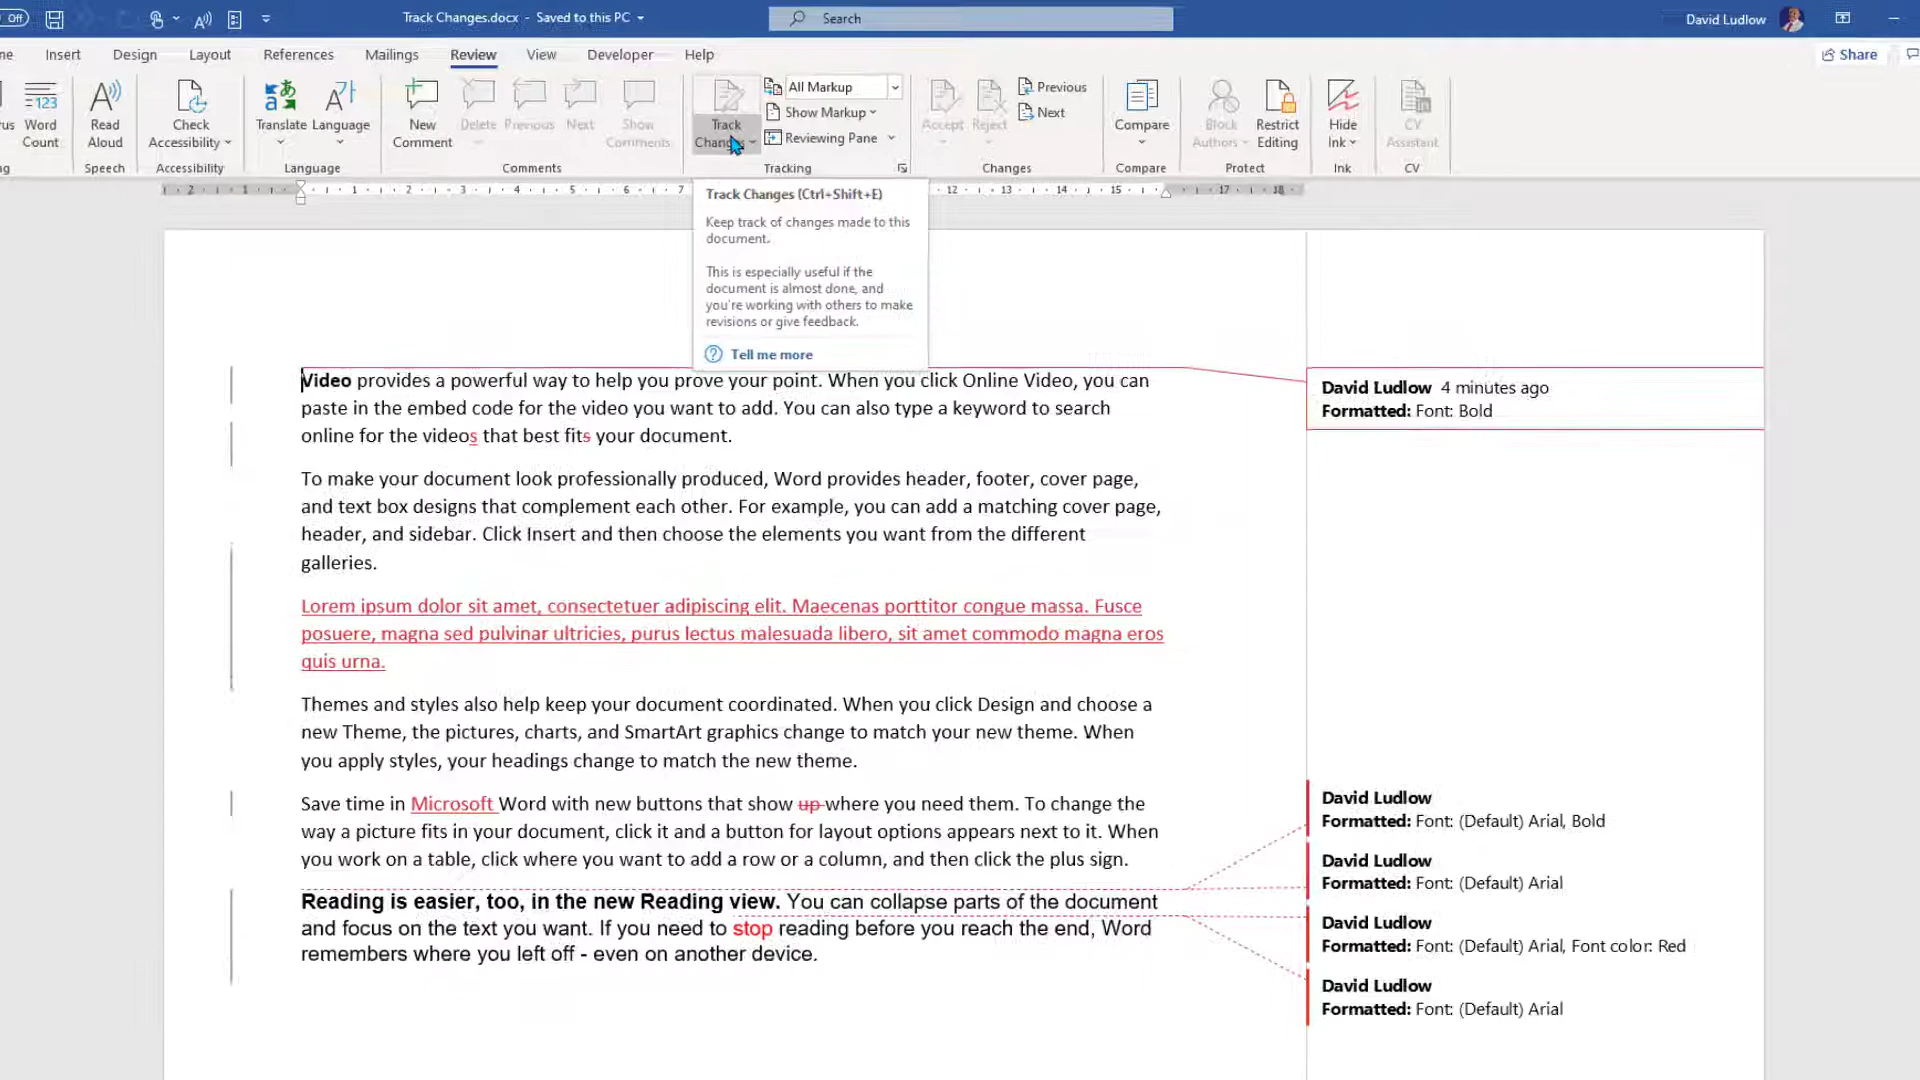 Off
Track Changes.docx - Saved to this PC
Search
David Ludlow
Insert
Design
Layout
References
Mailings
Review
View
Developer
Help
Share
Word Count
Read Aloud
Speech
Check Accessibility
Accessibility
Translate
Language
Language
New Comment
Delete
Previous
Next
Show Comments
Comments
Track Changes
All Markup
Show Markup
Reviewing Pane
Tracking
Accept
Reject
Previous
Next
Changes
Compare
Compare
Block Authors
Restrict Editing
Protect
Hide Ink
Ink
CV Assistant
CV
2 1 1 2 3 4 5 6 7 12 13 14 15 17 18
Track Changes (Ctrl+Shift+E)
Keep track of changes made to this
document.
This is especially useful if the
document is almost done, and
you're working with others to make
revisions or give feedback.
Tell me more
Video provides a powerful way to help you prove your point. When you click Online Video, you can
paste in the embed code for the video you want to add. You can also type a keyword to search
online for the videos that best fits your document.
To make your document look professionally produced, Word provides header, footer, cover page,
and text box designs that complement each other. For example, you can add a matching cover page,
header, and sidebar. Click Insert and then choose the elements you want from the different
galleries.
Lorem ipsum dolor sit amet, consectetuer adipiscing elit. Maecenas porttitor congue massa. Fusce
posuere, magna sed pulvinar ultricies, purus lectus malesuada libero, sit amet commodo magna eros
quis urna.
Themes and styles also help keep your document coordinated. When you click Design and choose a
new Theme, the pictures, charts, and SmartArt graphics change to match your new theme. When
you apply styles, your headings change to match the new theme.
Save time in Microsoft Word with new buttons that show up where you need them. To change the
way a picture fits in your document, click it and a button for layout options appears next to it. When
you work on a table, click where you want to add a row or a column, and then click the plus sign.
Reading is easier, too, in the new Reading view. You can collapse parts of the document
and focus on the text you want. If you need to stop reading before you reach the end, Word
remembers where you left off - even on another device.
David Ludlow 4 minutes ago
Formatted: Font: Bold
David Ludlow
Formatted: Font: (Default) Arial, Bold
David Ludlow
Formatted: Font: (Default) Arial
David Ludlow
Formatted: Font: (Default) Arial, Font color: Red
David Ludlow
Formatted: Font: (Default) Arial